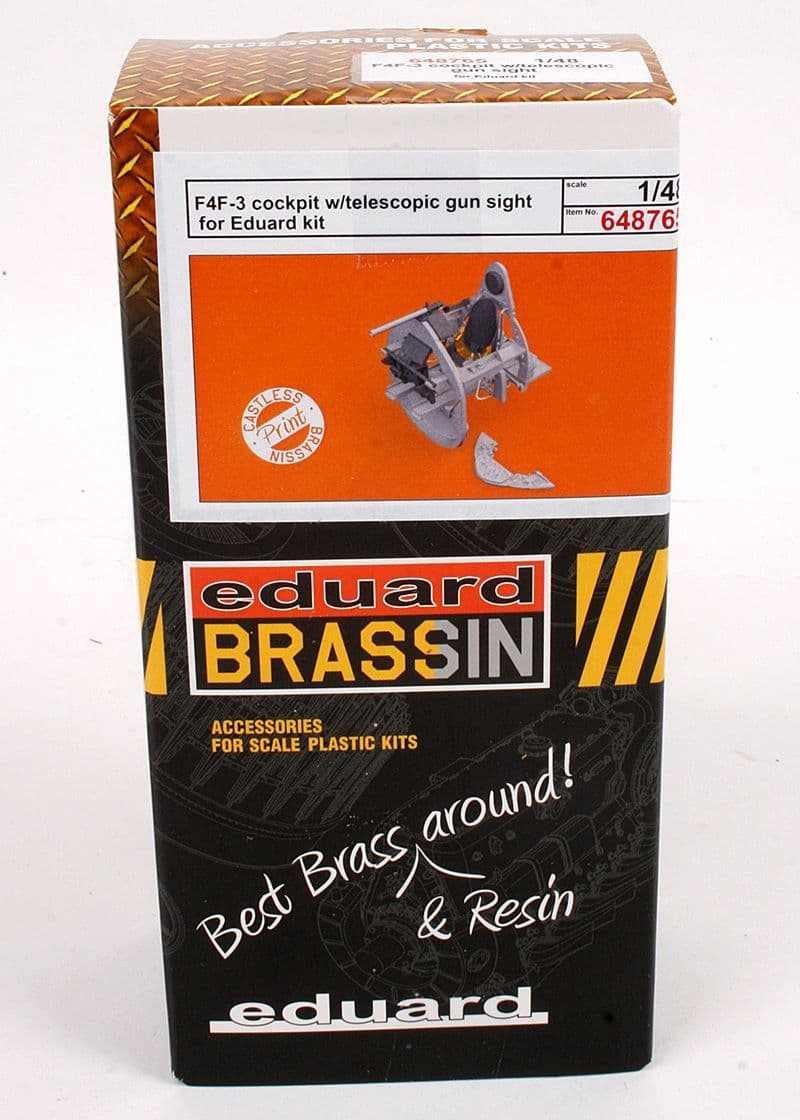 ACCESSORIES FOR SCALE
PLASTIC KITS
648765 1/48
F4F-3 cockpit w/telescopic
gun sight
for Eduard kit
F4F-3 cockpit w/telescopic gun sight
for Eduard kit
scale
1/48
Item No.
648765
CASTLESS
Print
BRASSIN
eduard
BRASSIN
ACCESSORIES
FOR SCALE PLASTIC KITS
Best Brass around!
& Resin
eduard